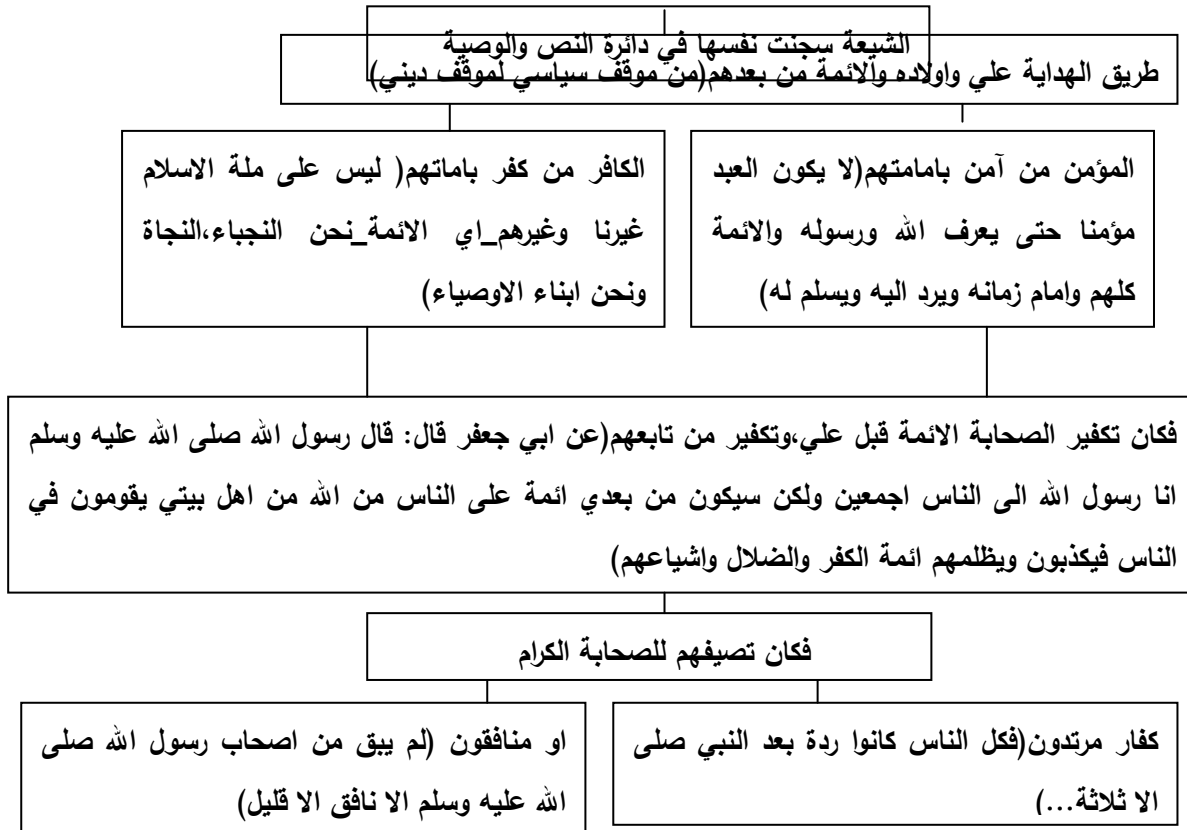 الشيعة سجنت نفسها في دائرة النص والوصية
طريق الهداية علي واولاده والائمة من بعدهم(من موقف سياسي لموقف ديني)
المؤمن من آمن بامامتهم(لا يكون العبد
مؤمنا حتى يعرف الله ورسوله والائمة
كلهم وامام زمانه ويرد اليه ويسلم له)
الكافر من كفر باماتهم( ليس على ملة الاسلام
غيرنا وغيرهم_اي الائمة_نحن النجباء،النجاة
ونحن ابناء الاوصياء)
فكان تكفير الصحابة الائمة قبل علي،وتكفير من تابعهم(عن ابي جعفر قال: قال رسول الله صلى الله عليه وسلم
انا رسول الله الى الناس اجمعين ولكن سيكون من بعدي ائمة على الناس من الله من اهل بيتي يقومون في
الناس فيكذبون ويظلمهم ائمة الكفر والضلال واشياعهم)
فكان تصيفهم للصحابة الكرام
كفار مرتدون(فكل الناس كانوا ردة بعد النبي صلى
الا ثلاثة...)
او منافقون (لم يبق من اصحاب رسول الله صلى
الله عليه وسلم الا نافق الا قليل)